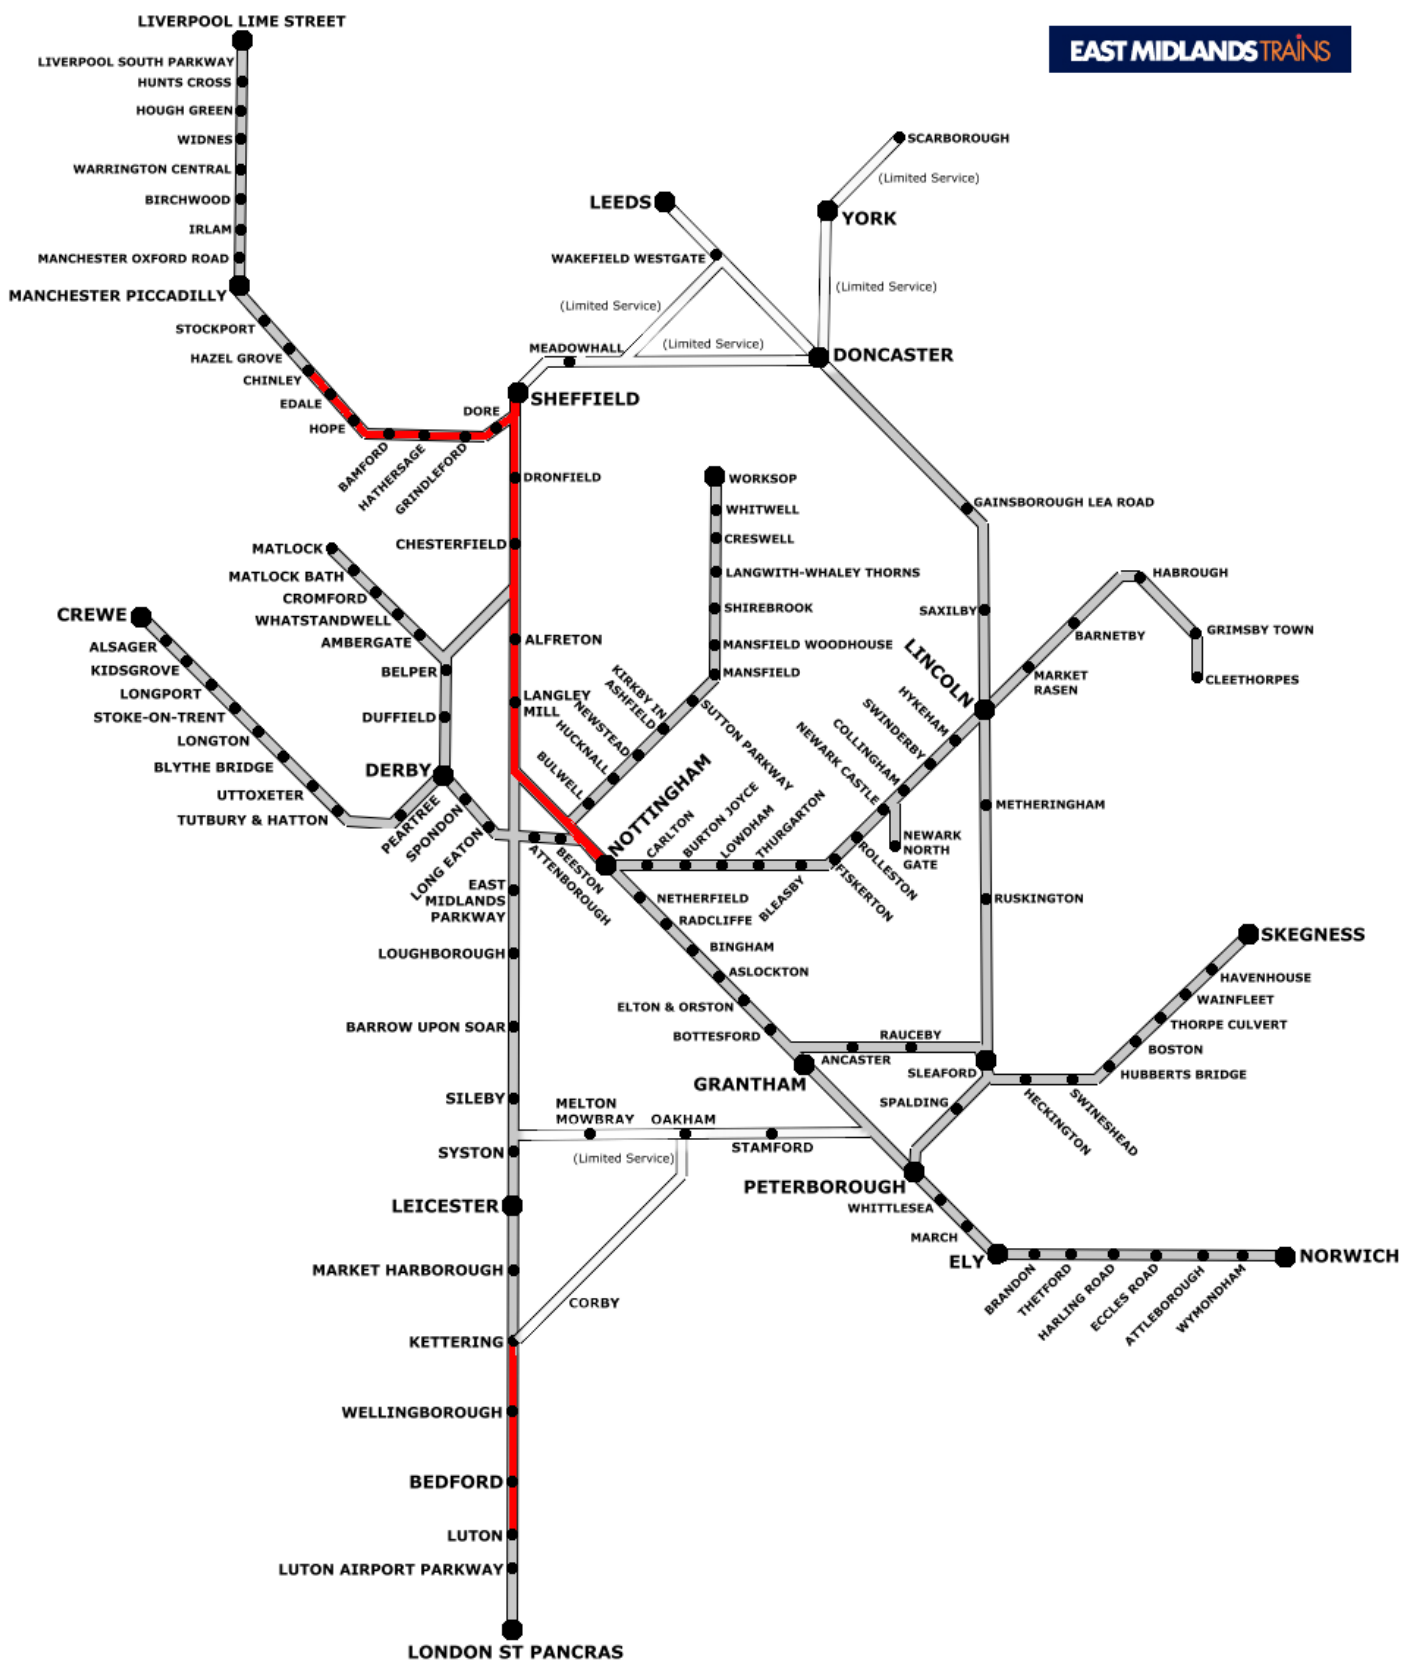 LIVERPOOL LIME STREET
EAST MIDLANDS TRAINS
LIVERPOOL SOUTH PARKWAY
HUNTS CROSS
HOUGH GREEN
WIDNES
WARRINGTON CENTRAL
BIRCHWOOD
IRLAM
MANCHESTER OXFORD ROAD
MANCHESTER PICCADILLY
STOCKPORT
HAZEL GROVE
CHINLEY
EDALE
HOPE
BAMFORD
HATHERSAGE
GRINDLEFORD
DORE
SCARBOROUGH
(Limited Service)
YORK
(Limited Service)
LEEDS
WAKEFIELD WESTGATE
(Limited Service)
(Limited Service)
MEADOWHALL
DONCASTER
SHEFFIELD
DRONFIELD
CHESTERFIELD
ALFRETON
LANGLEY
MILL
WORKSOP
WHITWELL
CRESWELL
LANGWITH-WHALEY THORNS
SHIREBROOK
MANSFIELD WOODHOUSE
MANSFIELD
SUTTON PARKWAY
KIRKBY IN
ASHFIELD
NEWSTEAD
HUCKNALL
BULWELL
MATLOCK
MATLOCK BATH
CROMFORD
WHATSTANDWELL
AMBERGATE
BELPER
DUFFIELD
DERBY
CREWE
ALSAGER
KIDSGROVE
LONGPORT
STOKE-ON-TRENT
LONGTON
BLYTHE BRIDGE
UTTOXETER
TUTBURY & HATTON
PEARTREE
SPONDON
LONG EATON
ATTENBOROUGH
BEESTON
NOTTINGHAM
CARLTON
BURTON JOYCE
LOWDHAM
THURGARTON
BLEASBY
FISKERTON
ROLLESTON
NEWARK CASTLE
NEWARK
NORTH
GATE
COLLINGHAM
SWINDERBY
HYKEHAM
LINCOLN
GAINSBOROUGH LEA ROAD
SAXILBY
MARKET
RASEN
BARNETBY
HABROUGH
GRIMSBY TOWN
CLEETHORPES
METHERINGHAM
RUSKINGTON
NETHERFIELD
RADCLIFFE
BINGHAM
ASLOCKTON
ELTON & ORSTON
BOTTESFORD
GRANTHAM
ANCASTER
RAUCEBY
SLEAFORD
SKEGNESS
HAVENHOUSE
WAINFLEET
THORPE CULVERT
BOSTON
HUBBERTS BRIDGE
SWINESHEAD
HECKINGTON
SPALDING
EAST
MIDLANDS
PARKWAY
LOUGHBOROUGH
BARROW UPON SOAR
SILEBY
SYSTON
MELTON
MOWBRAY
OAKHAM
(Limited Service)
STAMFORD
PETERBOROUGH
WHITTLESEA
MARCH
ELY
BRANDON
THETFORD
HARLING ROAD
ECCLES ROAD
ATTLEBOROUGH
WYMONDHAM
NORWICH
LEICESTER
MARKET HARBOROUGH
CORBY
KETTERING
WELLINGBOROUGH
BEDFORD
LUTON
LUTON AIRPORT PARKWAY
LONDON ST PANCRAS